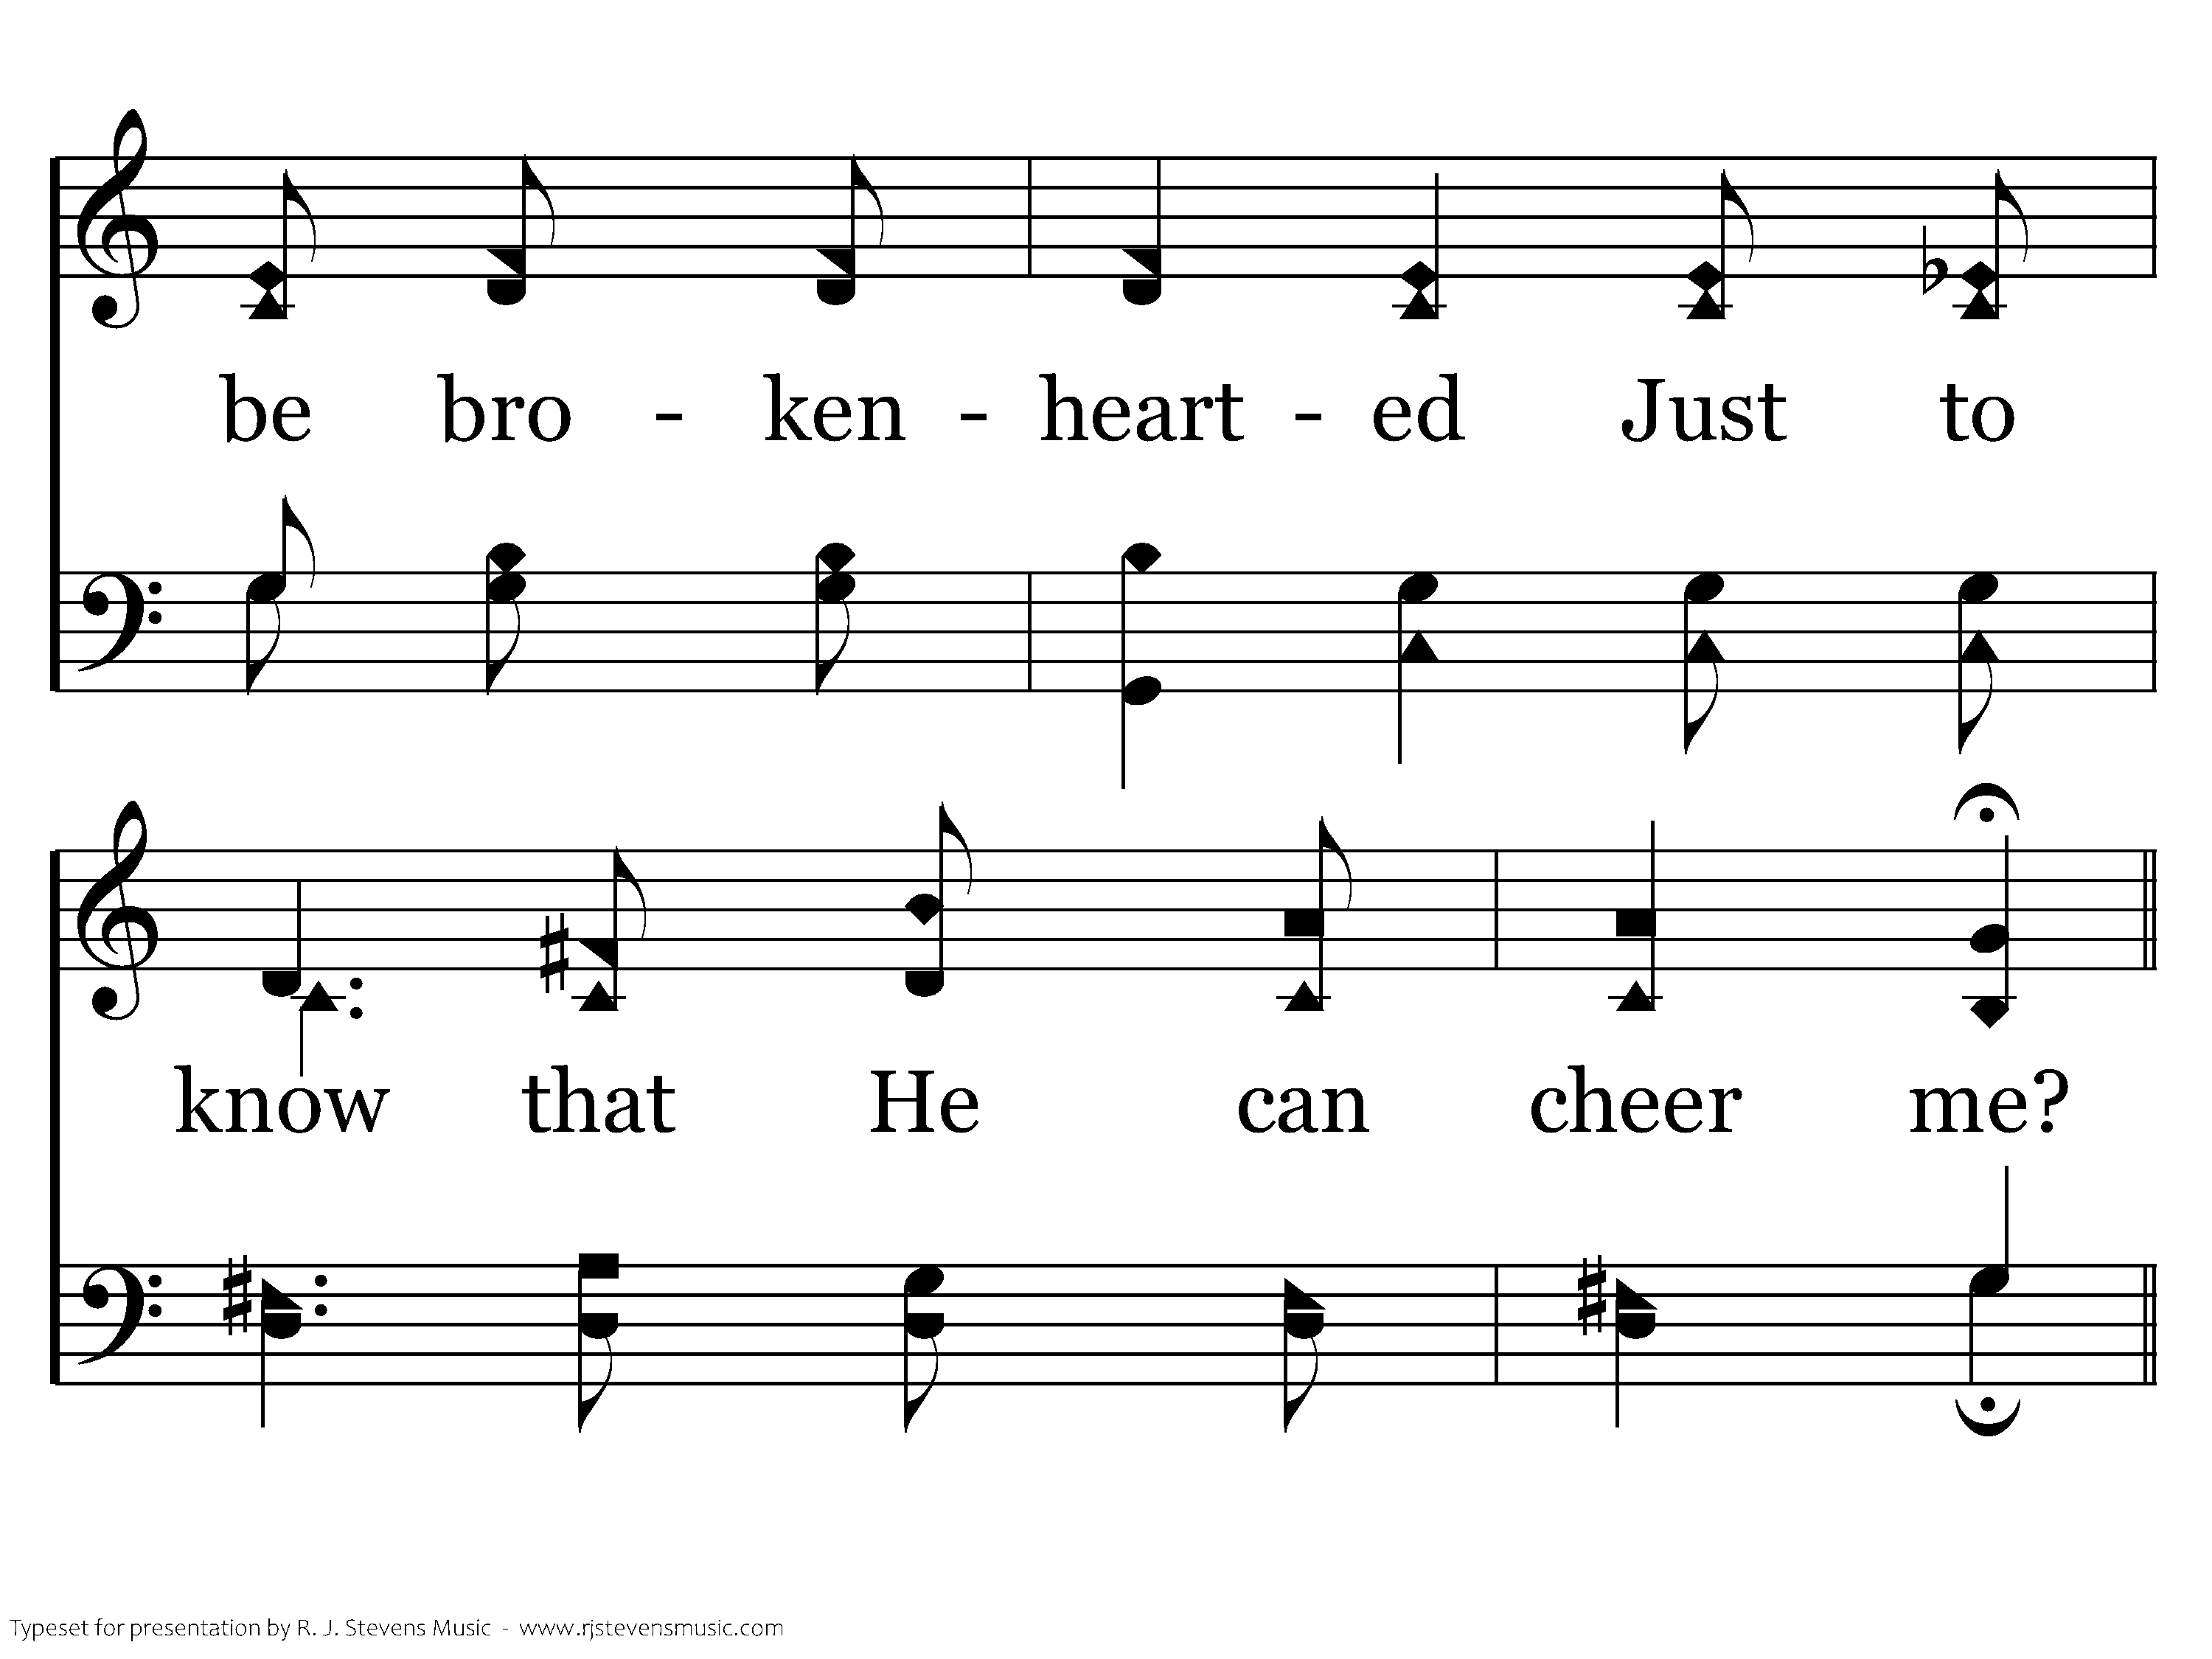 be bro - ken - heart - ed Just to
know that He can cheer me?
Typeset for presentation by R. J. Stevens Music - www.rjstevensmusic.com